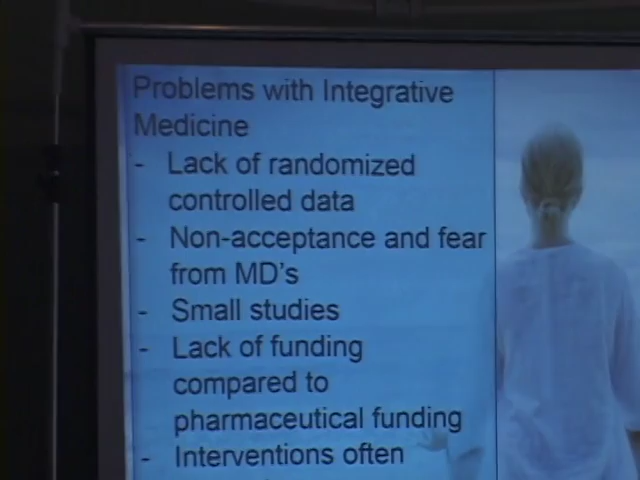 Problems with Integrative
Medicine
- Lack of randomized
controlled data
- Non-acceptance and fear
from MD's
- Small studies
- Lack of funding
compared to
pharmaceutical funding
- Interventions often